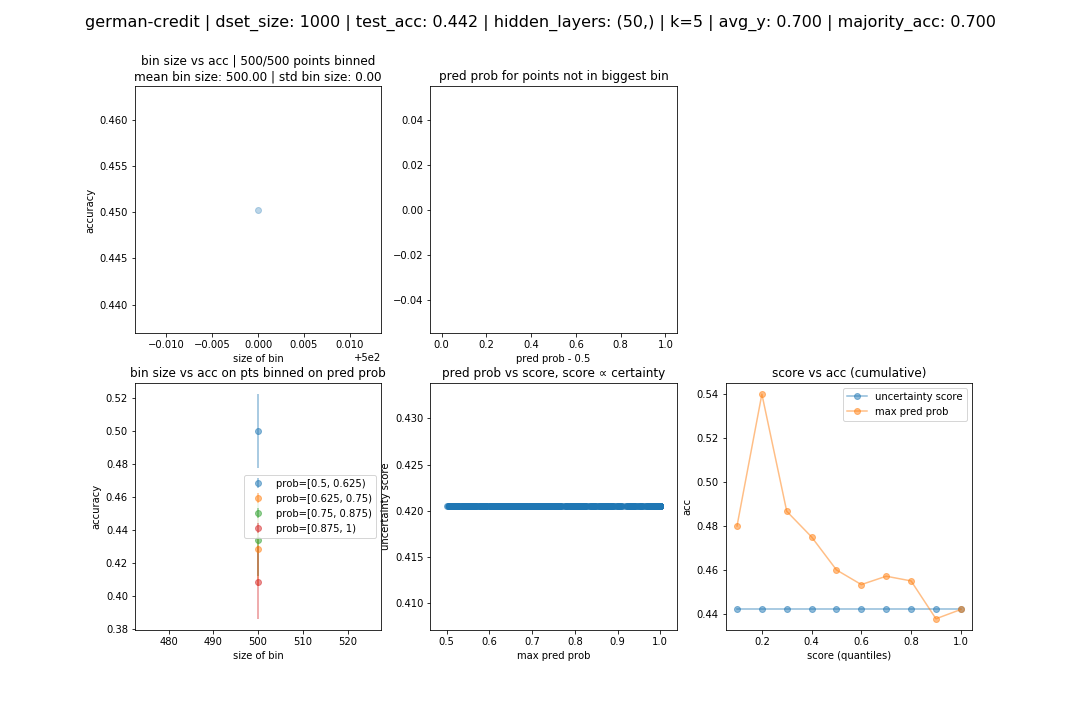 german-credit | dset_size: 1000 | test_acc: 0.442 | hidden_layers: (50,) | k=5 | avg_y: 0.700 | majority_acc: 0.700
bin size vs acc | 500/500 points binned
mean bin size: 500.00 | std bin size: 0.00
accuracy
0.460
0.455
0.450
0.445
0.440
−0.010 −0.005 0.000 0.005 0.010
+5e2
size of bin
pred prob for points not in biggest bin
0.04
0.02
0.00
−0.02
−0.04
0.0 0.2 0.4 0.6 0.8 1.0
pred prob - 0.5
bin size vs acc on pts binned on pred prob
accuracy
0.52
0.50
0.48
0.46
0.44
0.42
0.40
0.38
prob=[0.5, 0.625)
prob=[0.625, 0.75)
prob=[0.75, 0.875)
prob=[0.875, 1)
480 490 500 510 520
size of bin
pred prob vs score, score ∝ certainty
uncertainty score
0.430
0.425
0.420
0.415
0.410
0.5 0.6 0.7 0.8 0.9 1.0
max pred prob
score vs acc (cumulative)
acc
0.54
0.52
0.50
0.48
0.46
0.44
uncertainty score
max pred prob
0.2 0.4 0.6 0.8 1.0
score (quantiles)